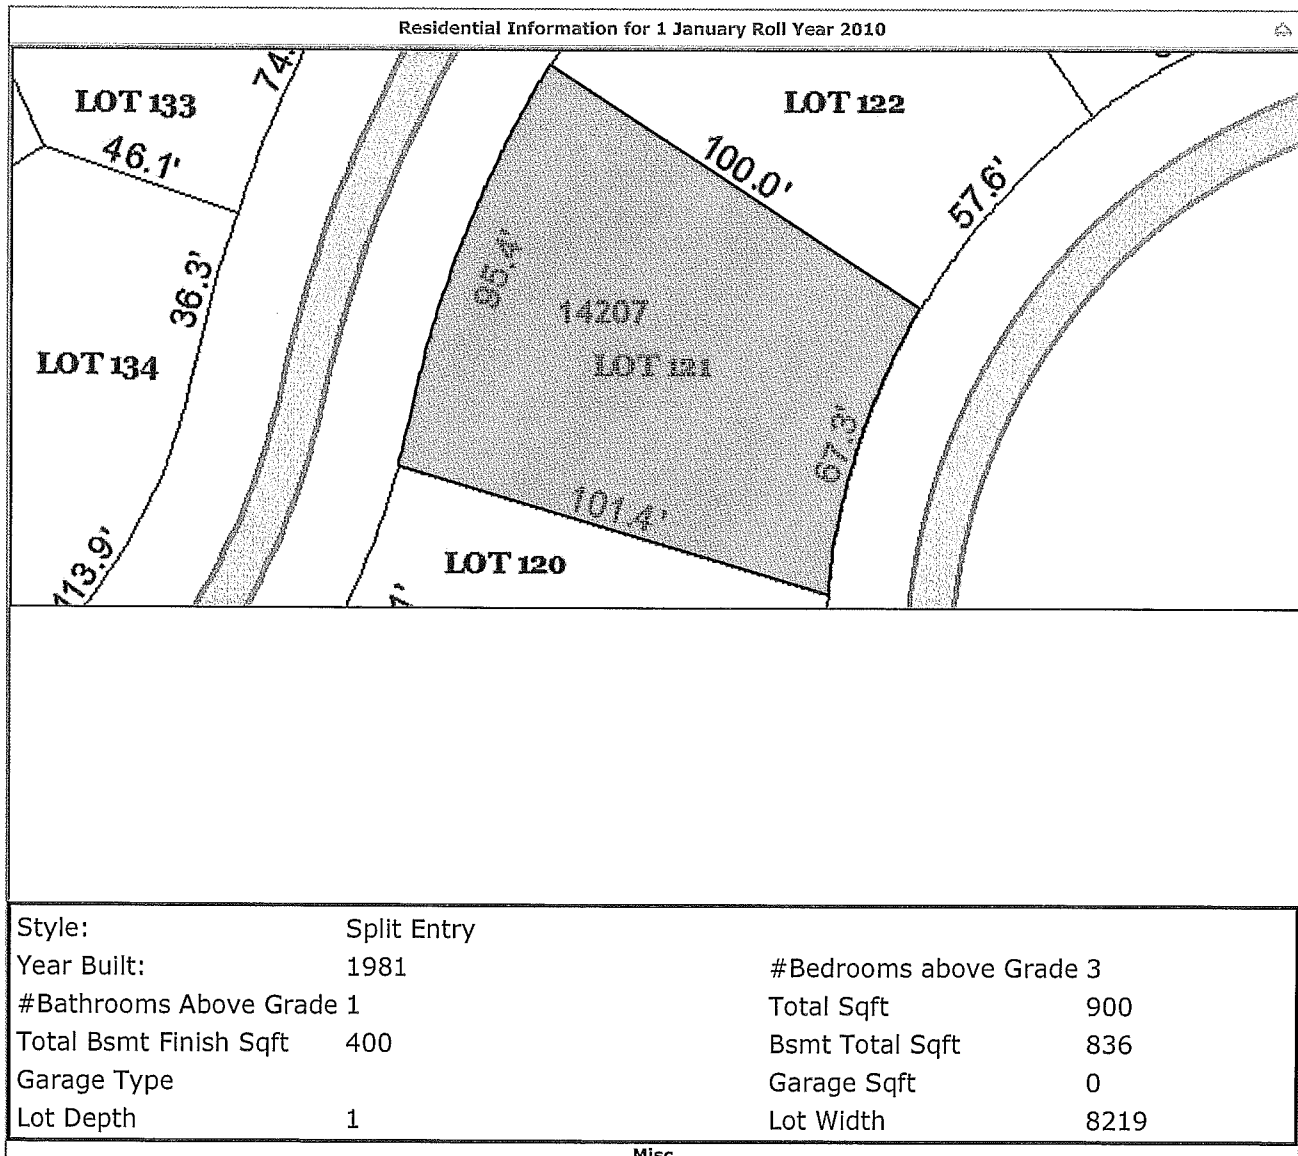 Residential Information for 1 January Roll Year 2010
LOT 133
74.
LOT 122
46.1'
100.0'
57.6'
36.3'
95.4'
14207
LOT 134
LOT 121
67.3'
101.4'
113.9'
LOT 120
1'
Style: Split Entry
Year Built: 1981 #Bedrooms above Grade 3
#Bathrooms Above Grade 1 Total Sqft 900
Total Bsmt Finish Sqft 400 Bsmt Total Sqft 836
Garage Type Garage Sqft 0
Lot Depth 1 Lot Width 8219
Misc